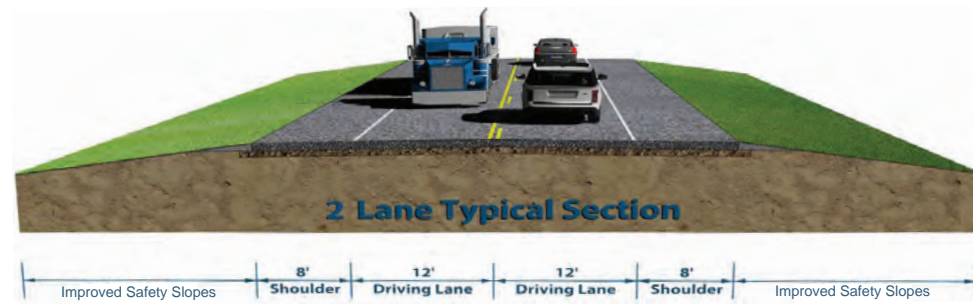 2 Lane Typical Section
8' 12' 12' 8'
Improved Safety Slopes Shoulder Driving Lane Driving Lane Shoulder Improved Safety Slopes